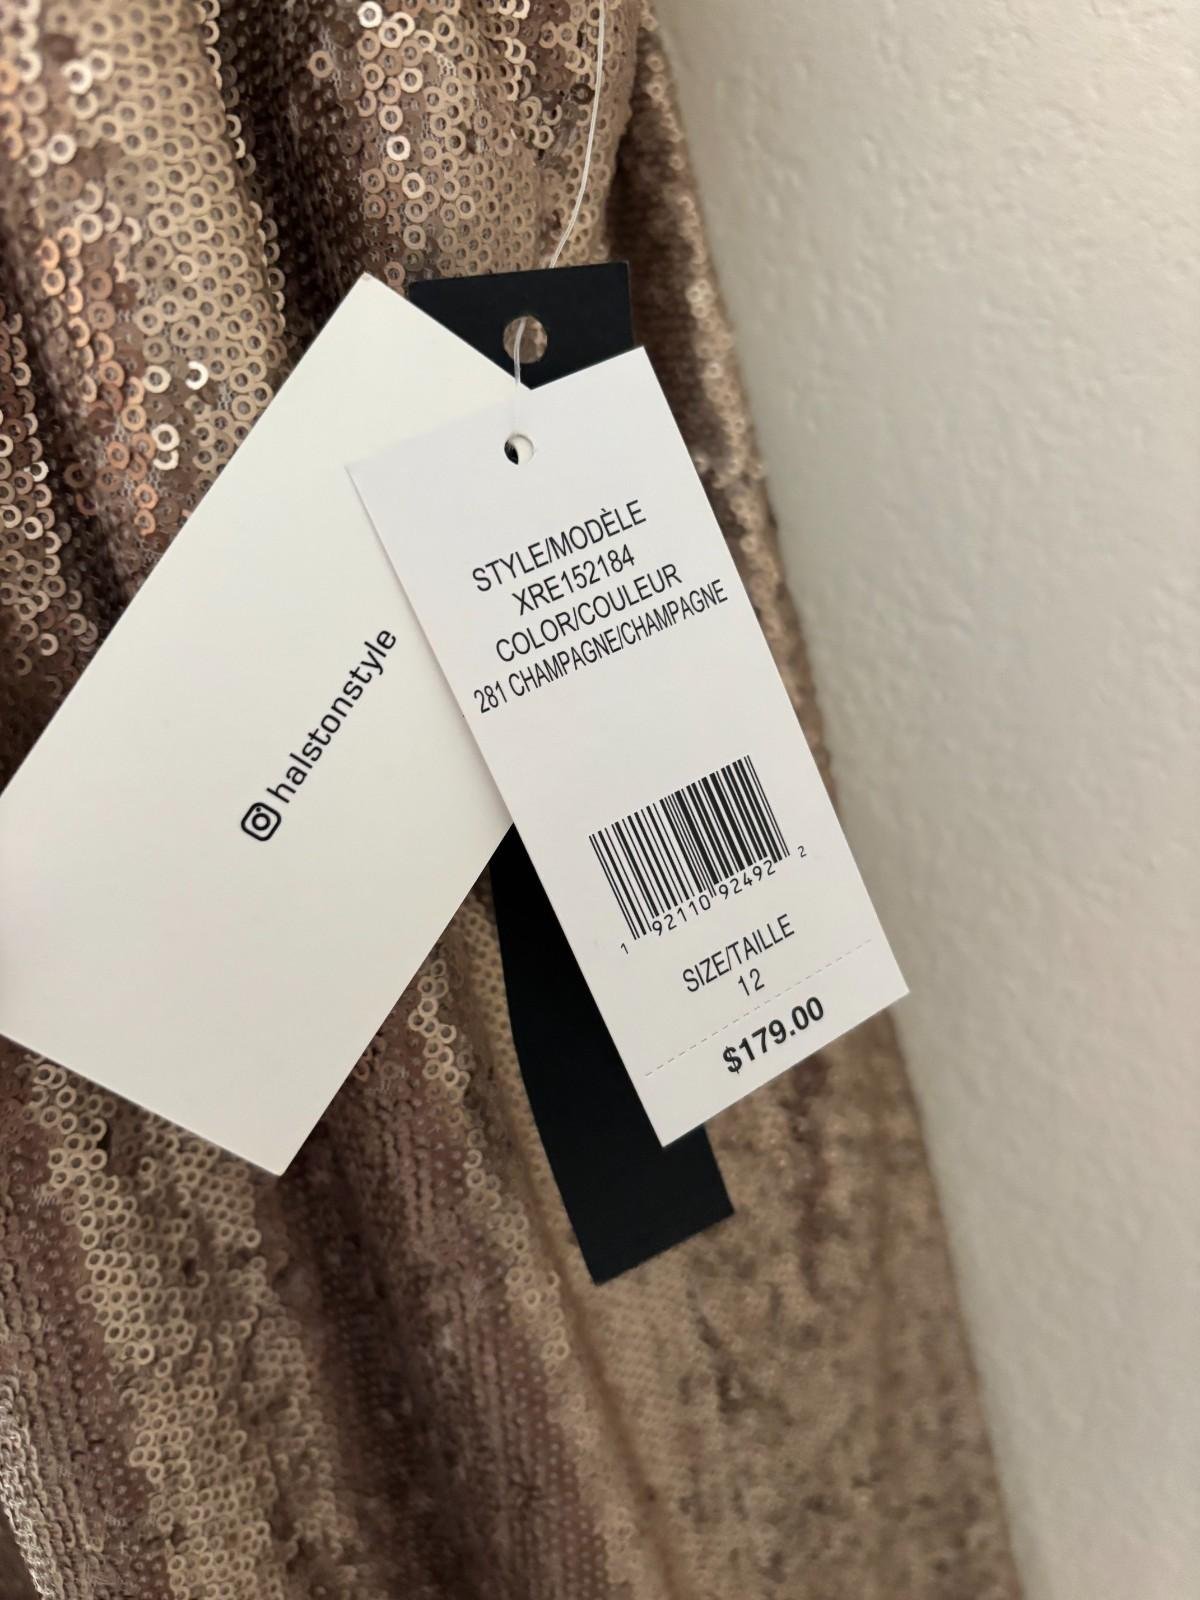 halstonstyle
STYLE/MODÈLE
XRE152184
COLOR/COULEUR
281 CHAMPAGNE/CHAMPAGNE
1 92110 92492 2
SIZE/TAILLE
12
$179.00